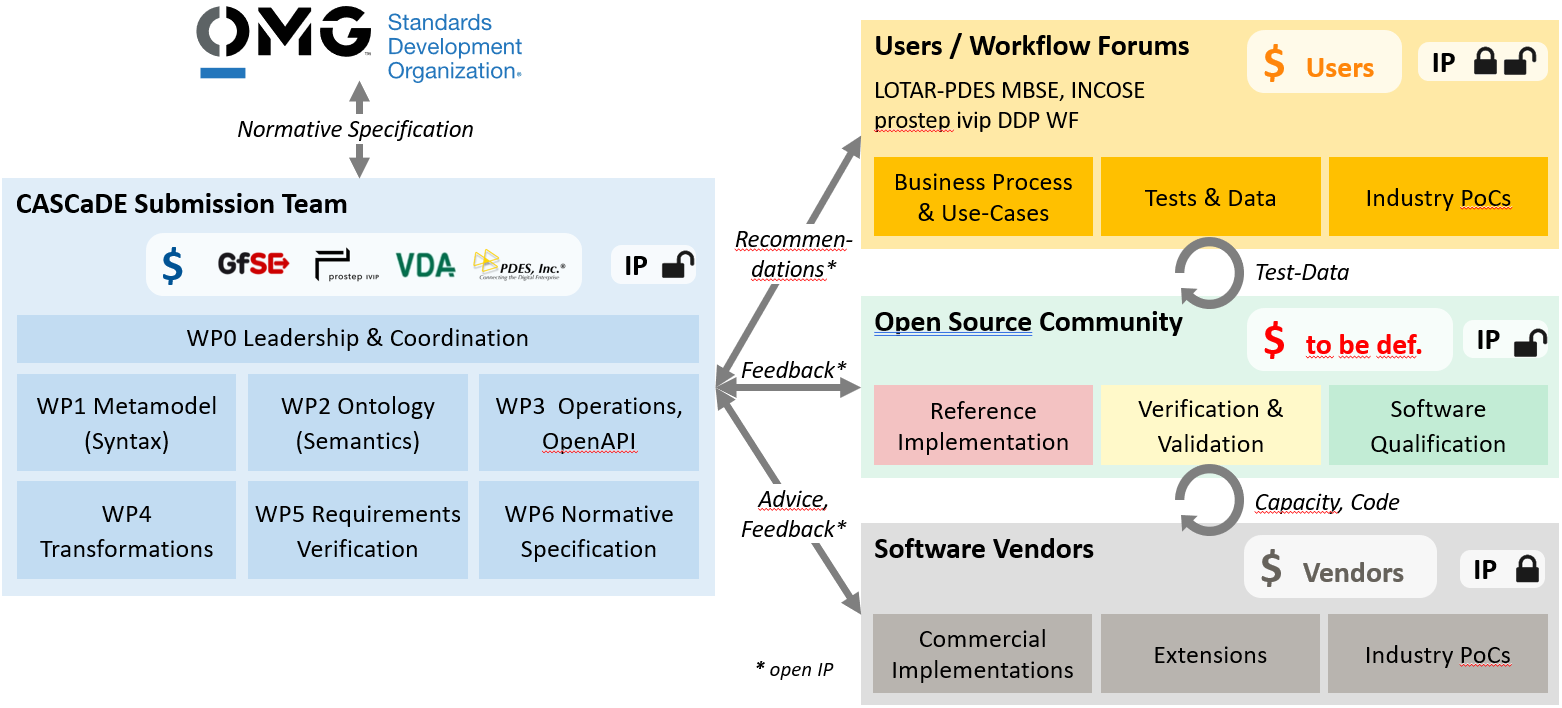 OMG™
Standards
Development
Organization®
Normative Specification
CASCaDE Submission Team
$ GfSE prostep IVIP VDA PDES, Inc.®
Connecting the Digital Enterprise
IP
WP0 Leadership & Coordination
WP1 Metamodel
(Syntax)
WP2 Ontology
(Semantics)
WP3  Operations,
OpenAPI
WP4
Transformations
WP5 Requirements
Verification
WP6 Normative
Specification
Recommen-
dations*
Feedback*
Advice,
Feedback*
* open IP
Users / Workflow Forums
$ Users
IP
LOTAR-PDES MBSE, INCOSE
prostep ivip DDP WF
Business Process
& Use-Cases
Tests & Data
Industry PoCs
Test-Data
Open Source Community
$ to be def.
IP
Reference
Implementation
Verification &
Validation
Software
Qualification
Capacity, Code
Software Vendors
$ Vendors
IP
Commercial
Implementations
Extensions
Industry PoCs